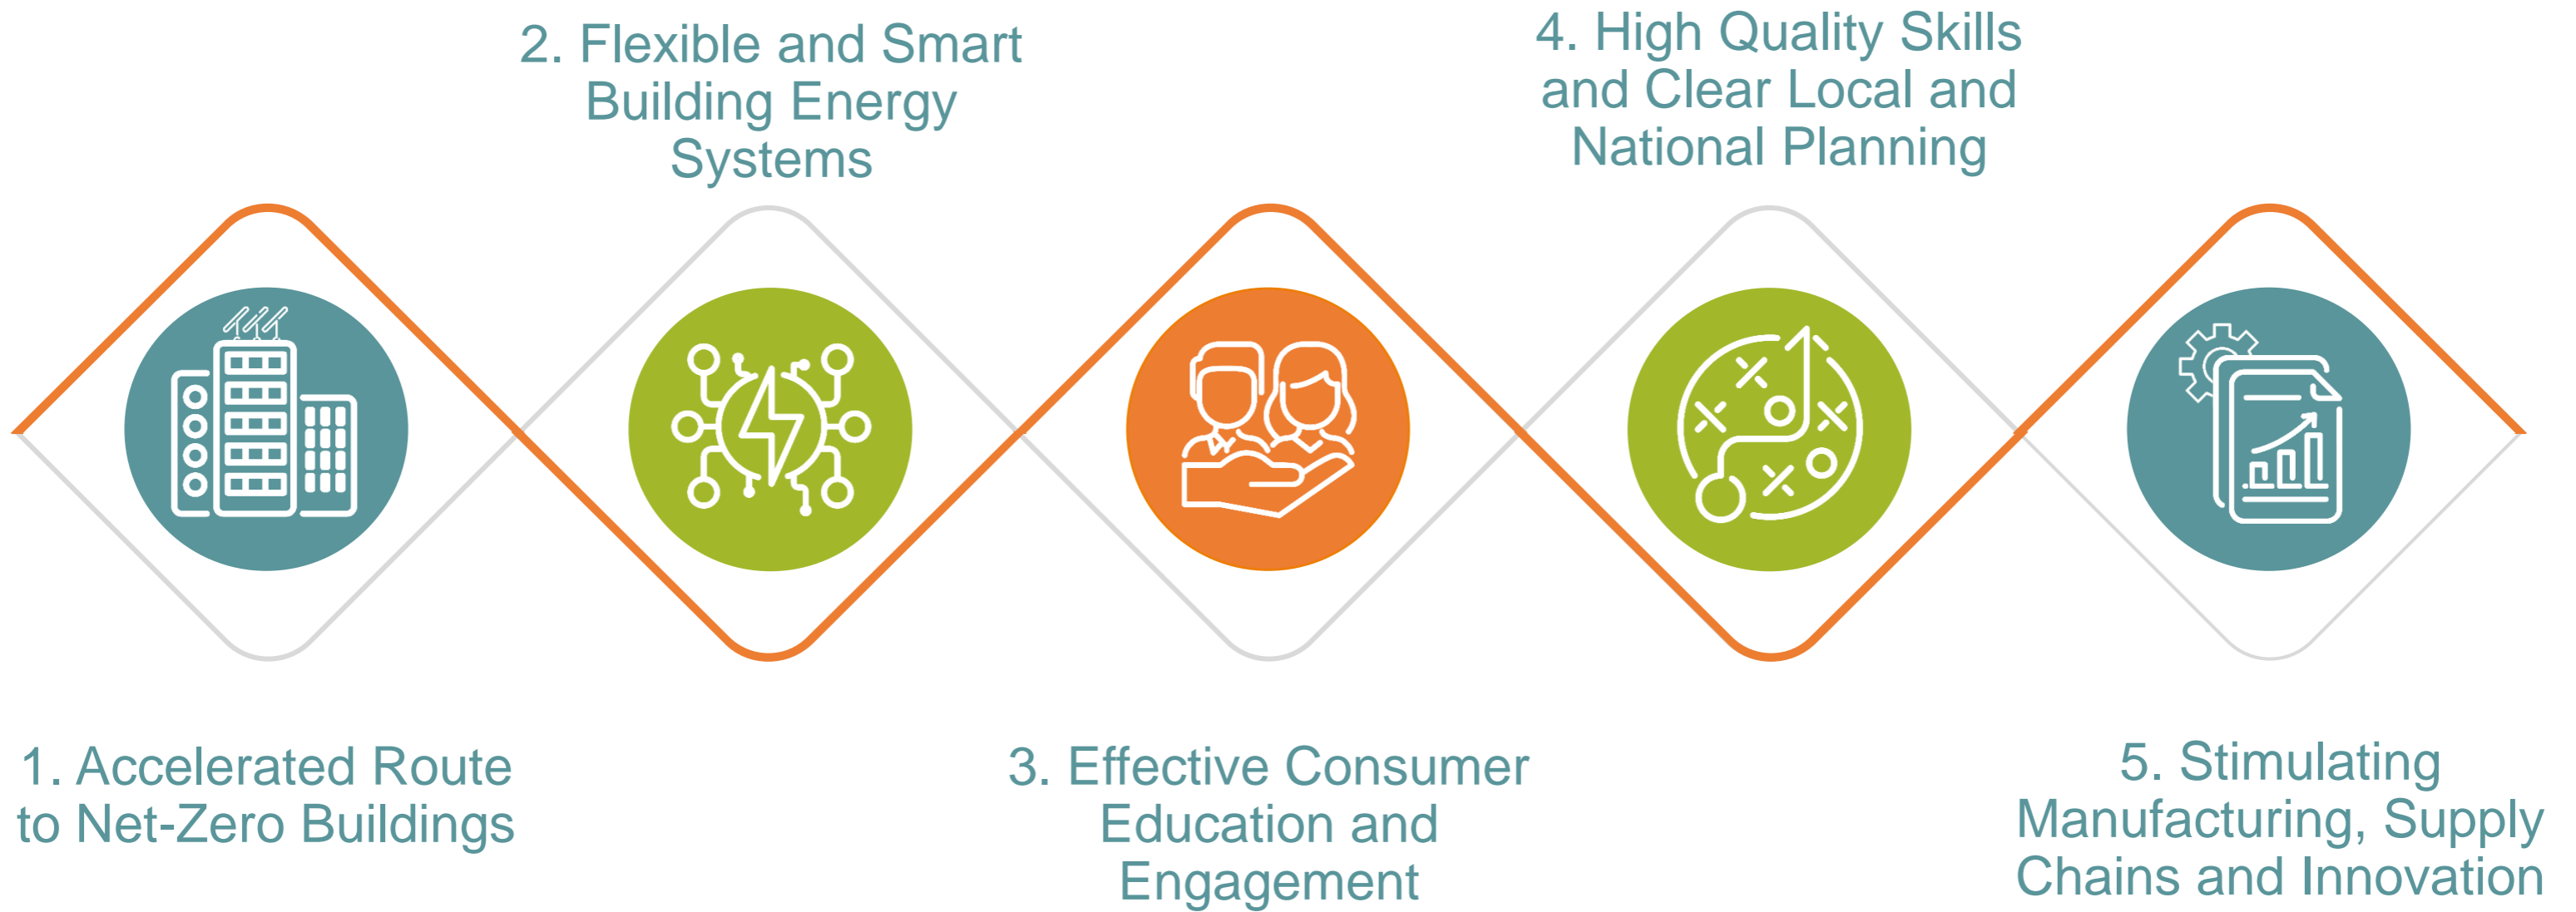 1. Accelerated Route
to Net-Zero Buildings
2. Flexible and Smart
Building Energy
Systems
3. Effective Consumer
Education and
Engagement
4. High Quality Skills
and Clear Local and
National Planning
5. Stimulating
Manufacturing, Supply
Chains and Innovation